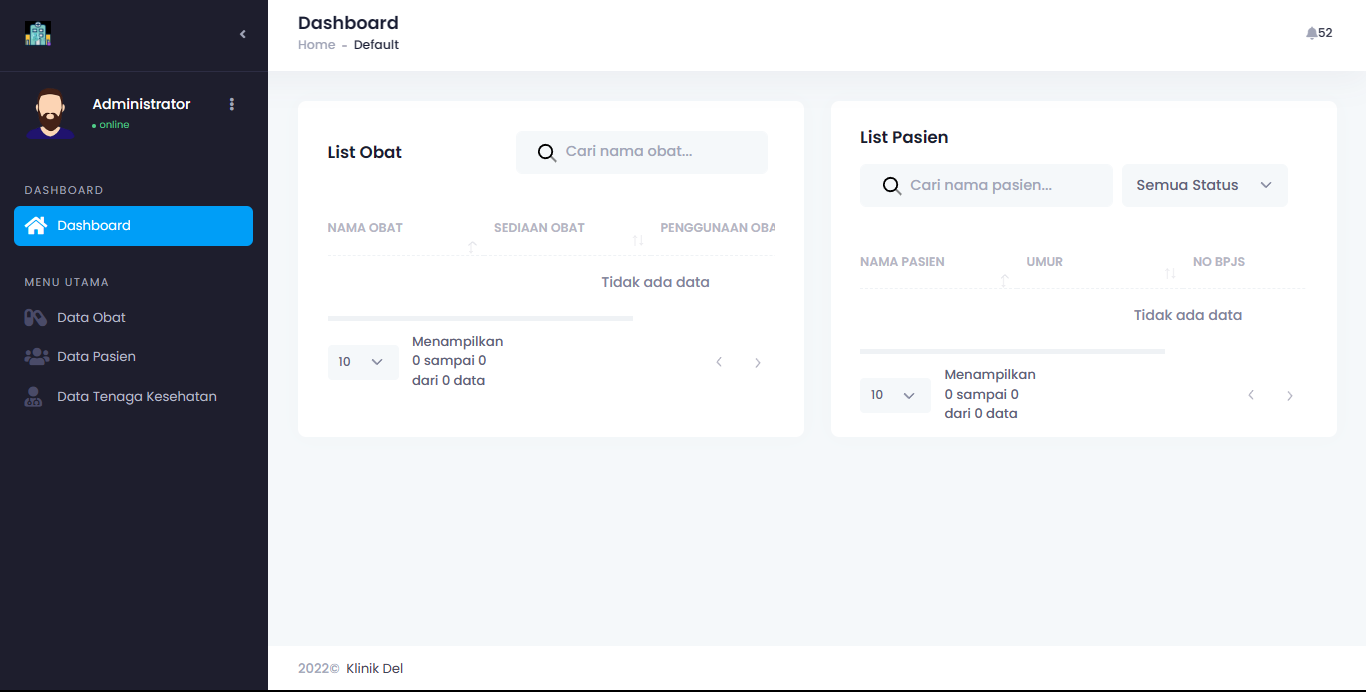 Dashboard
Home - Default
52
Administrator
online
DASHBOARD
Dashboard
MENU UTAMA
Data Obat
Data Pasien
Data Tenaga Kesehatan
List Obat
Cari nama obat...
NAMA OBAT SEDIAAN OBAT PENGGUNAAN OBA
Tidak ada data
10
Menampilkan
0 sampai 0
dari 0 data
List Pasien
Cari nama pasien...
Semua Status
NAMA PASIEN UMUR NO BPJS
Tidak ada data
10
Menampilkan
0 sampai 0
dari 0 data
2022© Klinik Del